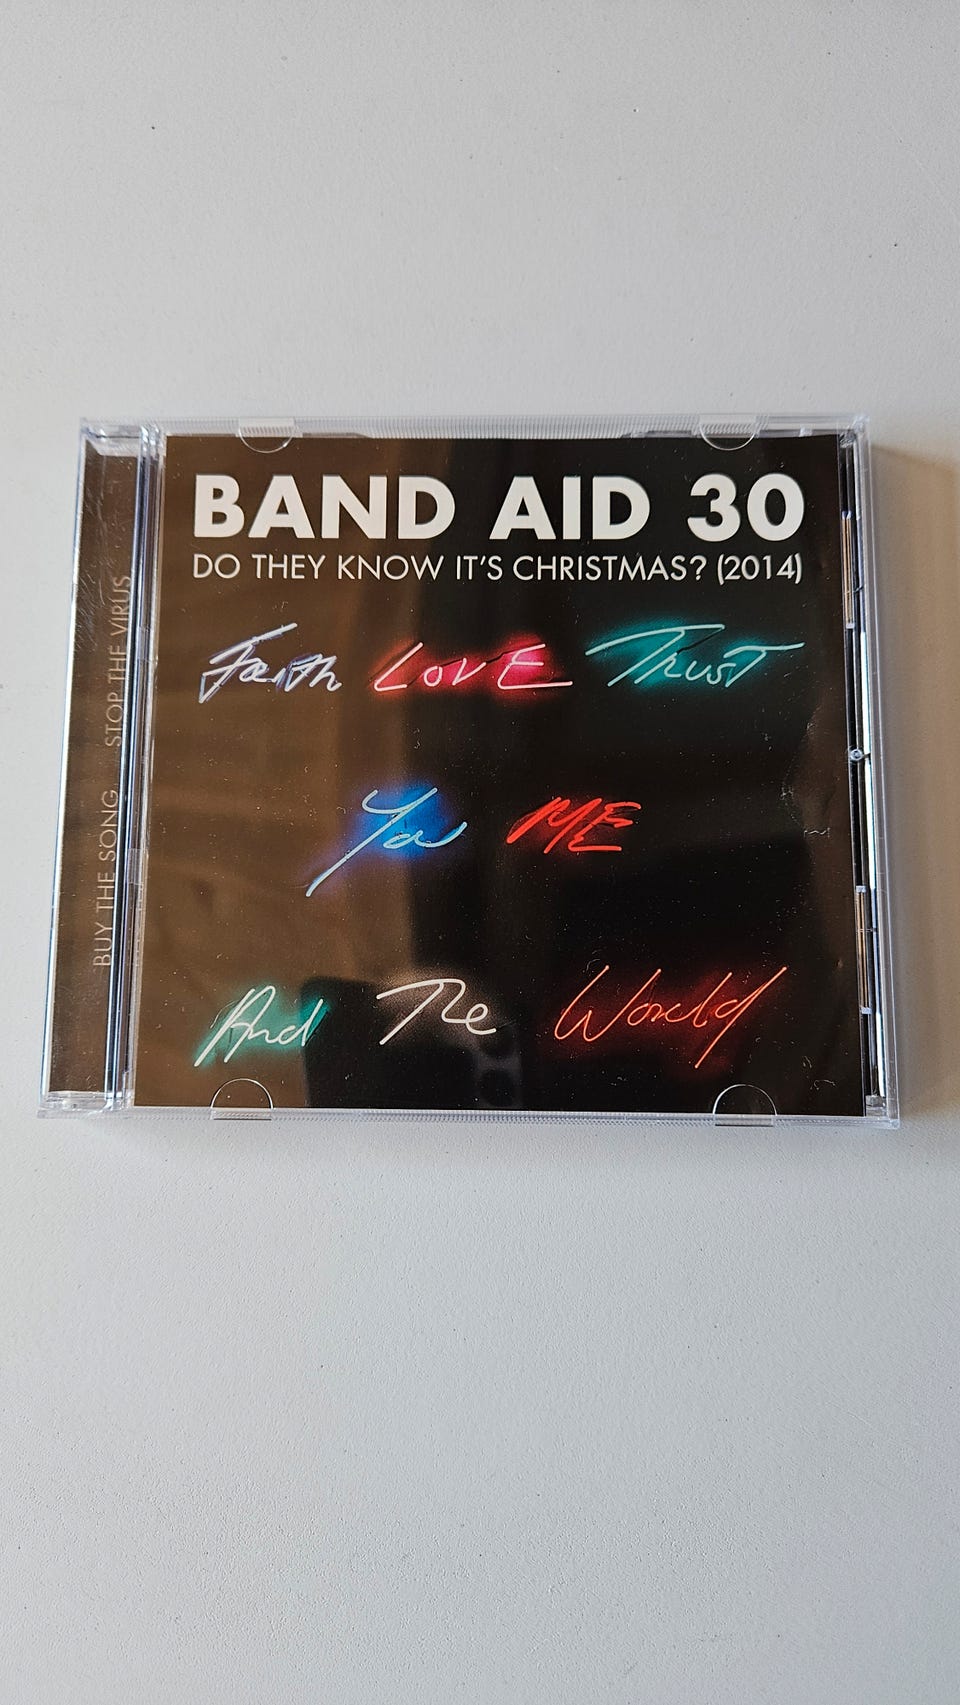 BAND AID 30
DO THEY KNOW IT'S CHRISTMAS? (2014)
Faith LOVE Trust
You ME
And The World
BUY THE SONG STOP THE VIRUS